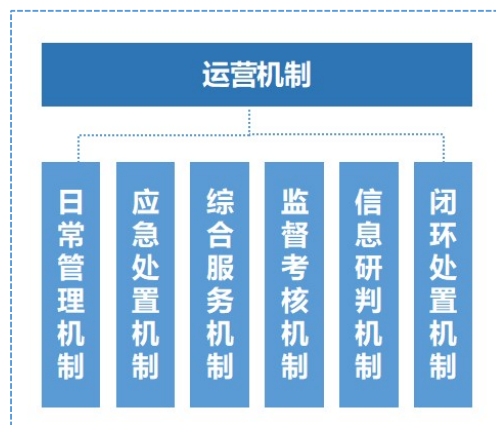 运营机制
日常管理机制
应急处置机制
综合服务机制
监督考核机制
信息研判机制
闭环处置机制